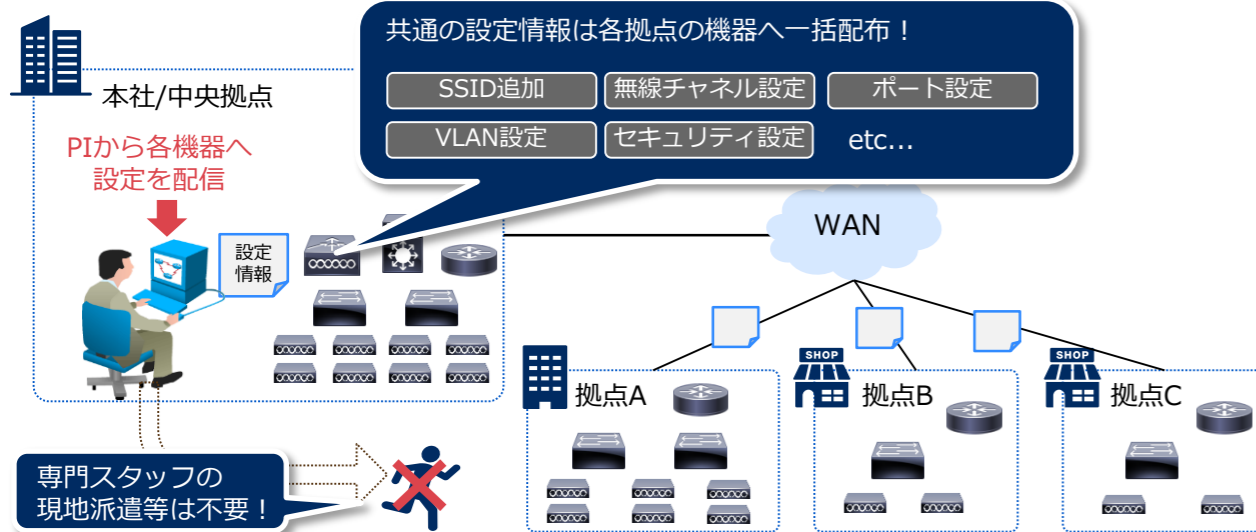 共通の設定情報は各拠点の機器へ一括配布！
SSID追加
無線チャネル設定
ポート設定
VLAN設定
セキュリティ設定
etc...
本社/中央拠点
PIから各機器へ
設定を配信
設定
情報
WAN
SHOP
SHOP
拠点A
拠点B
拠点C
専門スタッフの
現地派遣等は不要！